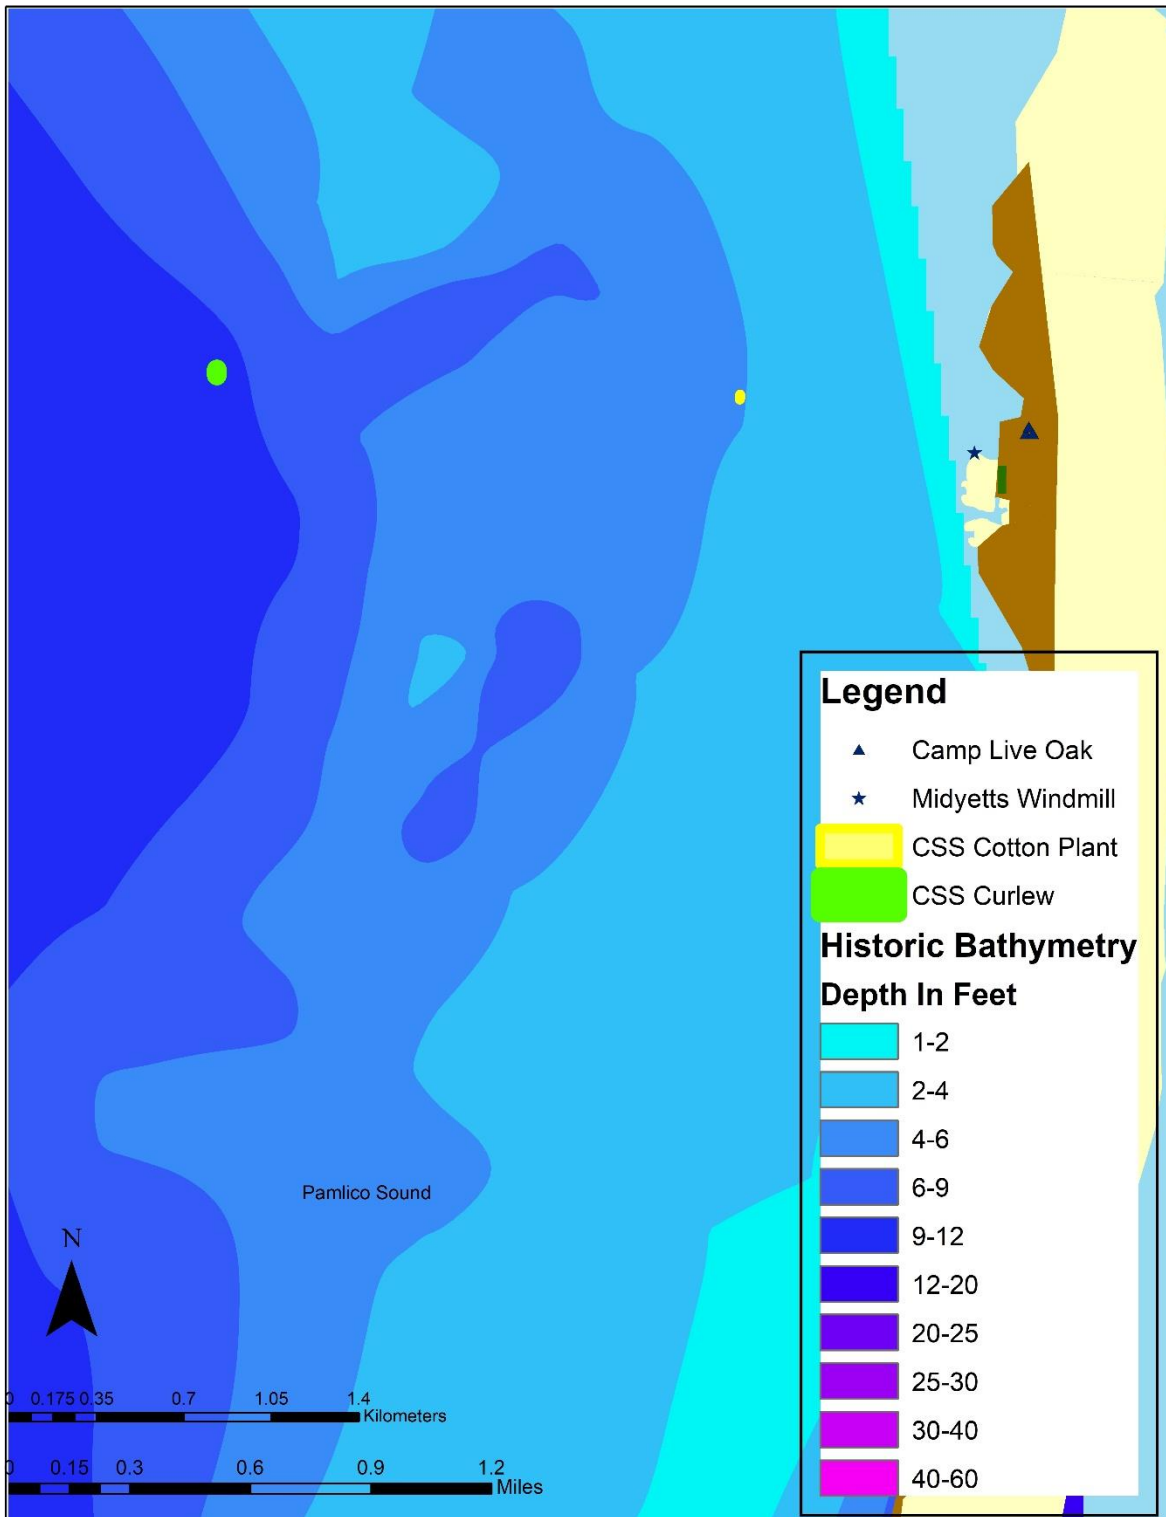 Legend
Camp Live Oak
Midyetts Windmill
CSS Cotton Plant
CSS Curlew
Historic Bathymetry
Depth In Feet
1-2
2-4
4-6
6-9
9-12
12-20
20-25
25-30
30-40
40-60
Pamlico Sound
N
0 0.175 0.35 0.7 1.05 1.4
Kilometers
0 0.15 0.3 0.6 0.9 1.2
Miles